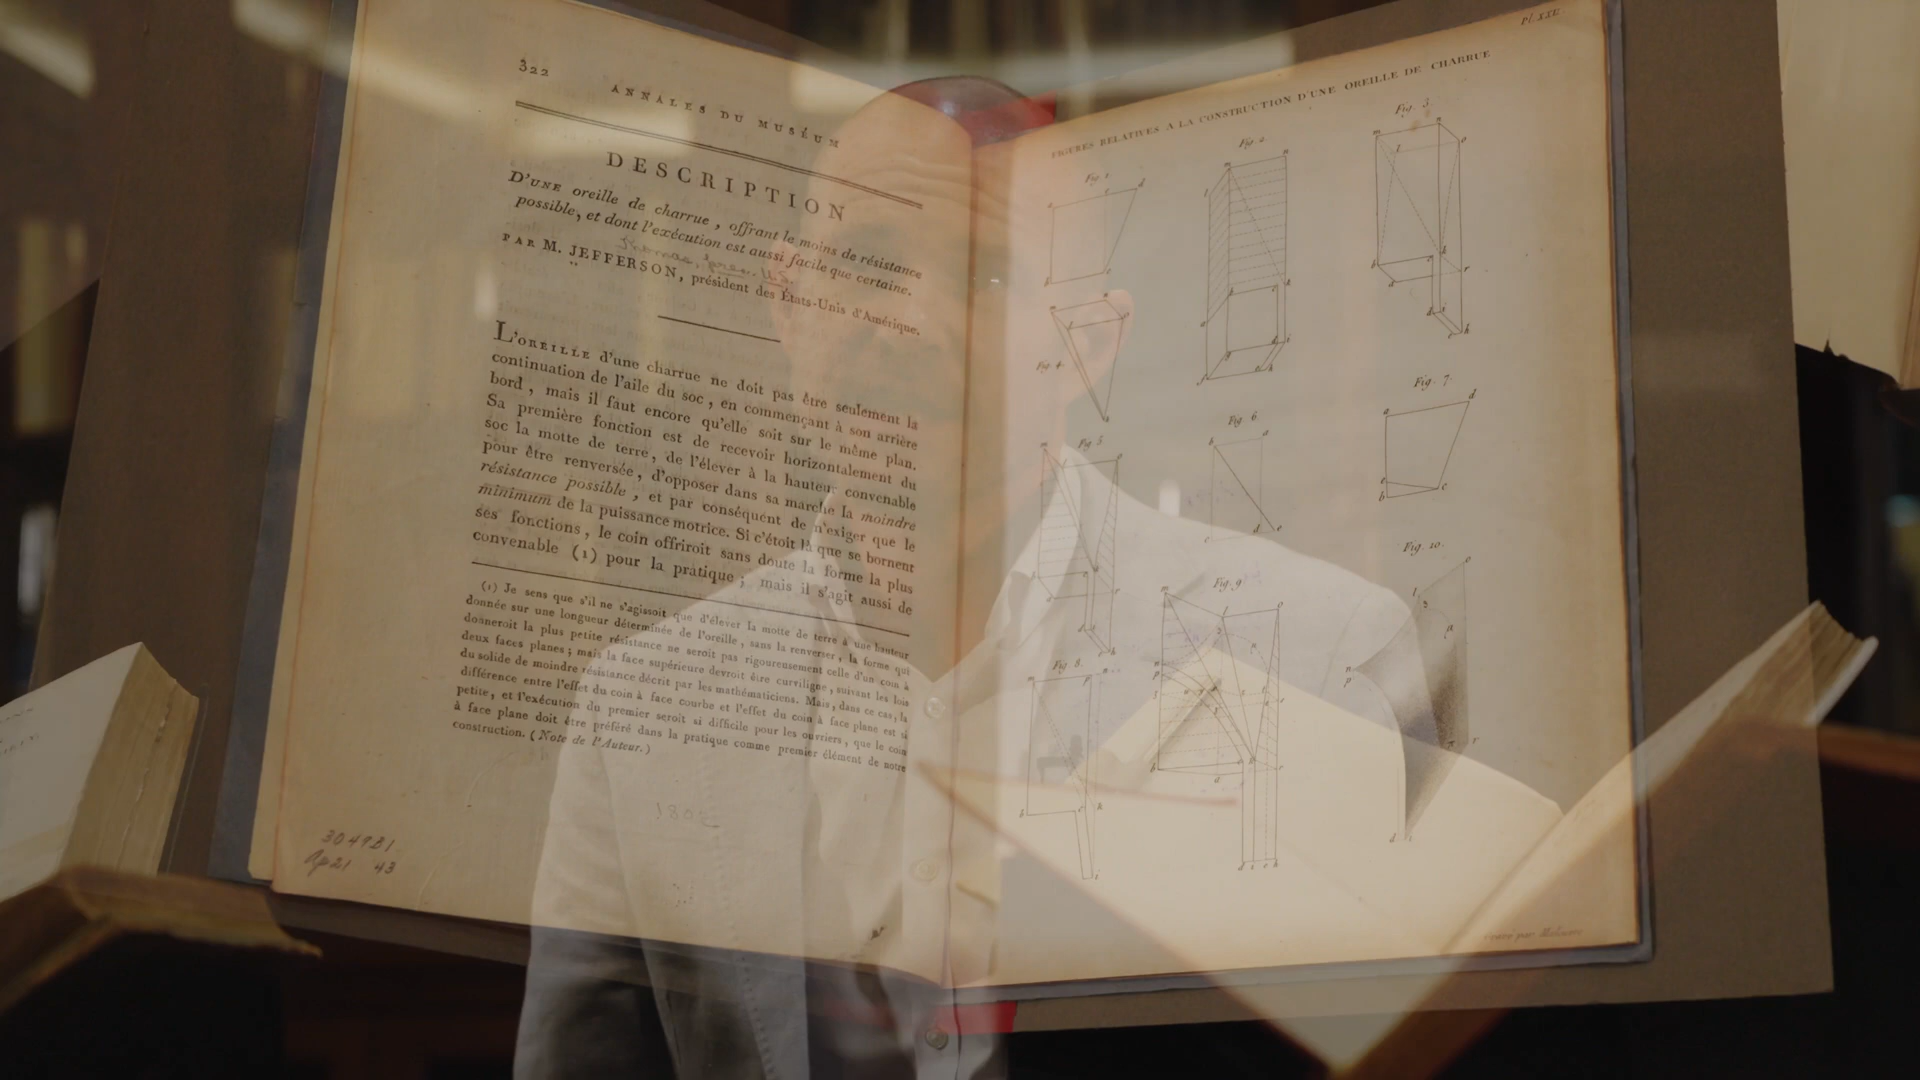 322
ANNALES DU MUSÉUM
DESCRIPTION
D'UNE oreille de charrue, offrant le moins de résistance
possible, et dont l'exécution est aussi facile que certaine.
Thomas, pres. U.S.
PAR M. JEFFERSON, président des États-Unis d'Amérique.
L'OREILLE d'une charrue ne doit pas être seulement la
continuation de l'aile du soc, en commençant à son arrière
bord, mais il faut encore qu'elle soit sur le même plan.
Sa première fonction est de recevoir horizontalement du
soc la motte de terre, de l'élever à la hauteur convenable
pour être renversée, d'opposer dans sa marche la moindre
résistance possible, et par conséquent de n'exiger que le
minimum de la puissance motrice. Si c'étoit là que se bornent
ses fonctions, le coin offriroit sans doute la forme la plus
convenable (1) pour la pratique; mais il s'agit aussi de
(1) Je sens que s'il ne s'agissoit que d'élever la motte de terre à une hauteur
donnée sur une longueur déterminée de l'oreille, sans la renverser, la forme qui
donneroit la plus petite résistance ne seroit pas rigoureusement celle d'un coin à
deux faces planes; mais la face supérieure devroit être curviligne, suivant les lois
du solide de moindre résistance décrit par les mathématiciens. Mais, dans ce cas, la
différence entre l'effet du coin à face courbe et l'effet du coin à face plane est si
petite, et l'exécution du premier seroit si difficile pour les ouvriers, que le coin
à face plane doit être préféré dans la pratique comme premier élément de notre
construction. (Note de l'Auteur.)
1802
304921
Ap 21 43
Pl. XXE
FIGURES RELATIVES A LA CONSTRUCTION D'UNE OREILLE DE CHARRUE
Fig. 1
Fig. 2
Fig. 3.
Fig. 4.
Fig. 5
Fig. 6
Fig. 7.
Fig. 8.
Fig. 9
Fig. 10.